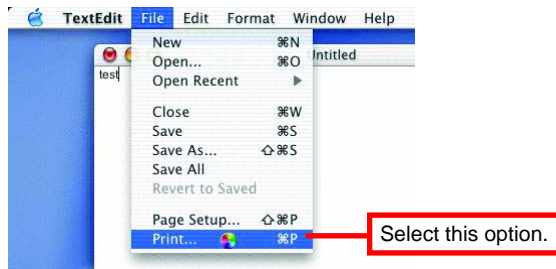 TextEdit File Edit Format Window Help
Untitled
test
New ⌘N
Open... ⌘O
Open Recent ▶
Close ⌘W
Save ⌘S
Save As... ⇧⌘S
Save All
Revert to Saved
Page Setup... ⇧⌘P
Print... ⌘P
Select this option.